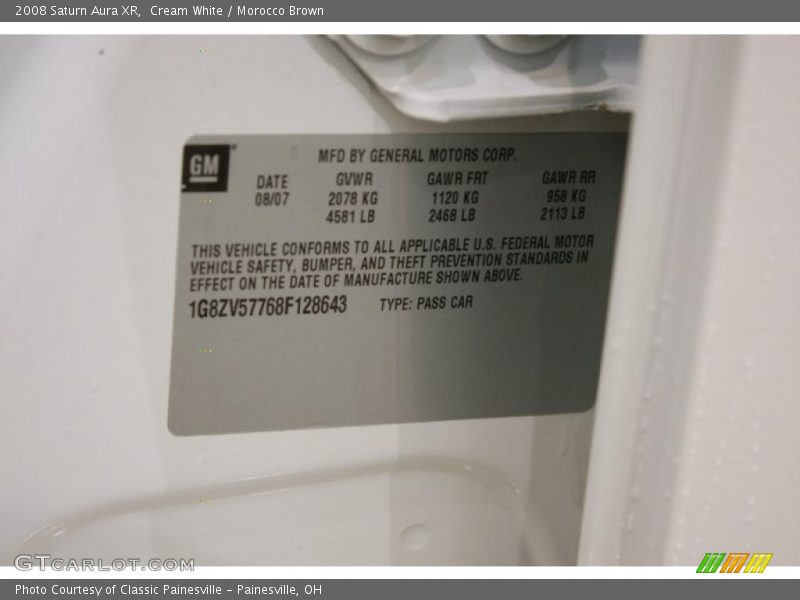 2008 Saturn Aura XR,  Cream White / Morocco Brown
GM
MFD BY GENERAL MOTORS CORP.
DATE GVWR GAWR FRT GAWR RR
08/07 2078 KG 1120 KG 958 KG
4581 LB 2468 LB 2113 LB
THIS VEHICLE CONFORMS TO ALL APPLICABLE U.S. FEDERAL MOTOR
VEHICLE SAFETY, BUMPER, AND THEFT PREVENTION STANDARDS IN
EFFECT ON THE DATE OF MANUFACTURE SHOWN ABOVE.
1G8ZV57768F128643 TYPE: PASS CAR
GTCARLOT.COM
Photo Courtesy of Classic Painesville - Painesville, OH